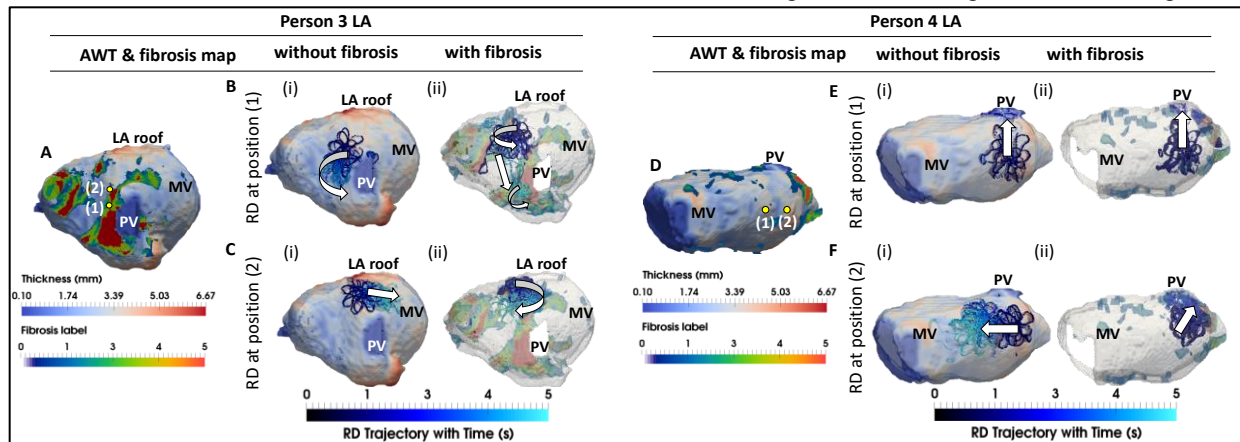 Person 3 LA
AWT & fibrosis map
without fibrosis
with fibrosis
A
LA roof
MV
(2)
(1)
PV
Thickness (mm)
0.10 1.74 3.39 5.03 6.67
Fibrosis label
0 1 2 3 4 5
B
RD at position (1)
(i)
LA roof
MV
PV
(ii)
LA roof
MV
PV
C
RD at position (2)
(i)
LA roof
MV
PV
(ii)
LA roof
MV
PV
0 1 3 4 5
RD Trajectory with Time (s)
Person 4 LA
AWT & fibrosis map
without fibrosis
with fibrosis
D
PV
MV
(1) (2)
Thickness (mm)
0.10 1.74 3.39 5.03 6.67
Fibrosis label
0 1 2 3 4 5
E
RD at position (1)
(i)
PV
MV
(ii)
PV
MV
F
RD at position (2)
(i)
MV
(ii)
PV
MV
0 1 3 4 5
RD Trajectory with Time (s)